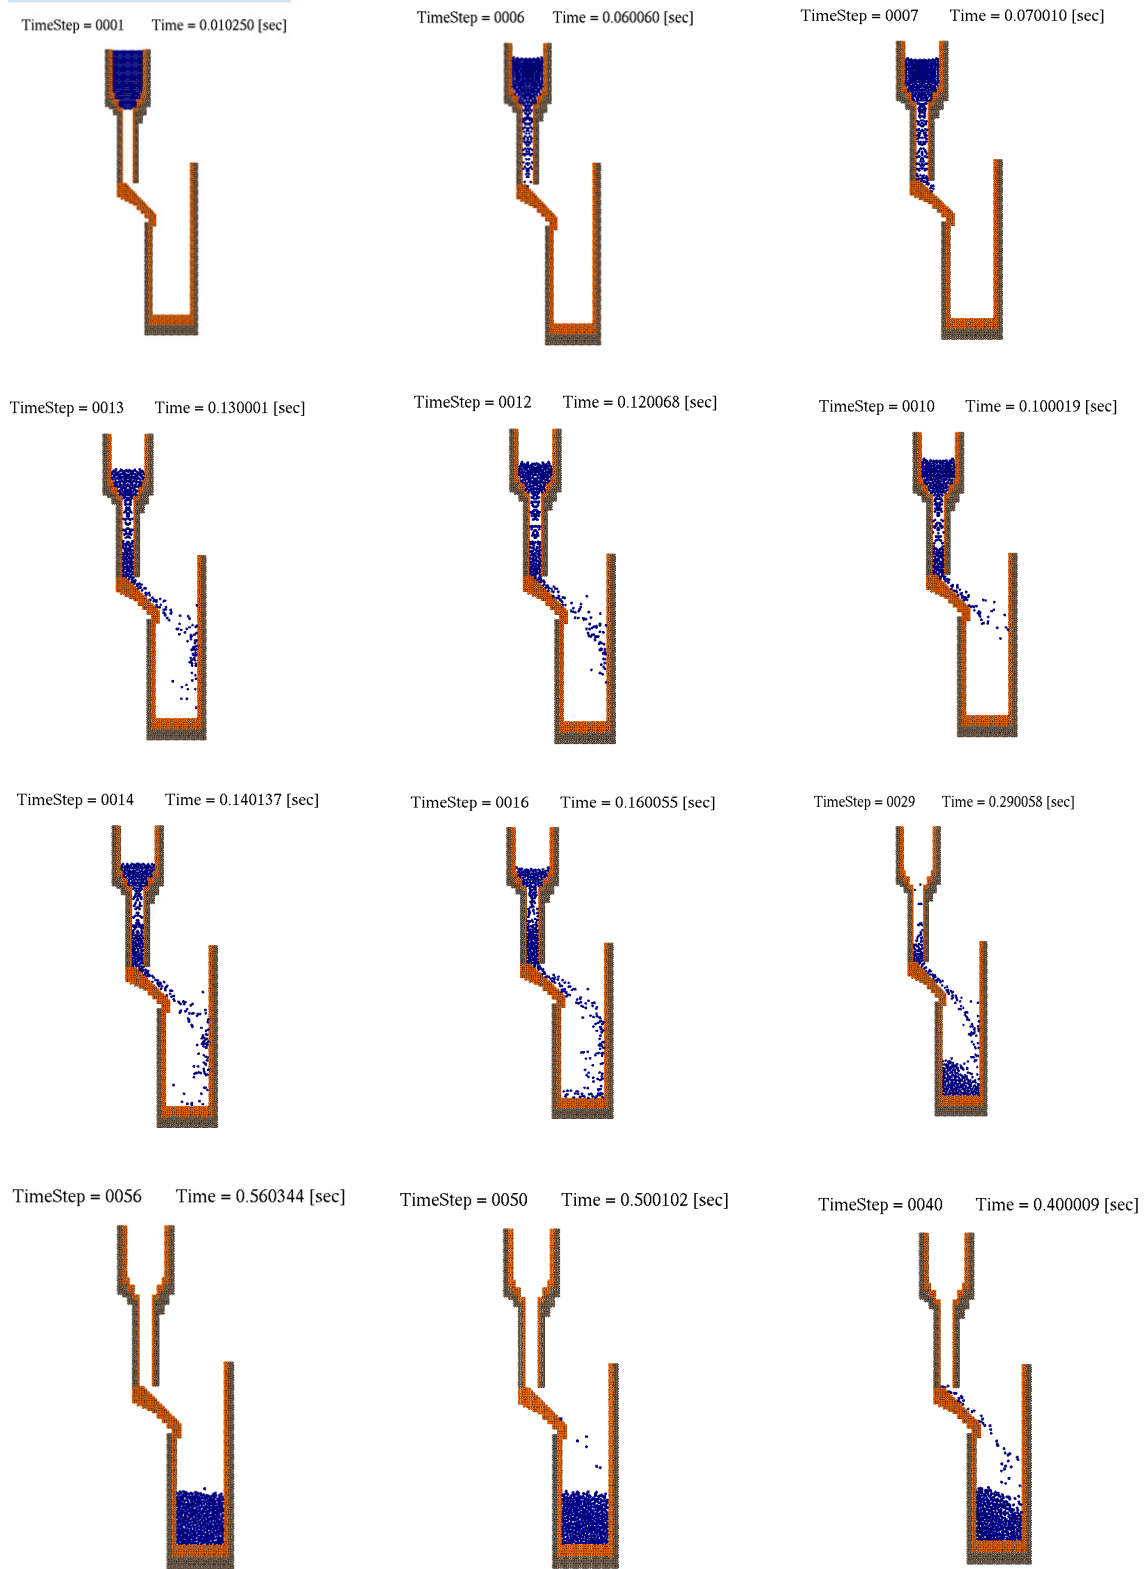 TimeStep = 0001 Time = 0.010250 [sec]
TimeStep = 0006 Time = 0.060060 [sec]
TimeStep = 0007 Time = 0.070010 [sec]
TimeStep = 0013 Time = 0.130001 [sec]
TimeStep = 0012 Time = 0.120068 [sec]
TimeStep = 0010 Time = 0.100019 [sec]
TimeStep = 0014 Time = 0.140137 [sec]
TimeStep = 0016 Time = 0.160055 [sec]
TimeStep = 0029 Time = 0.290058 [sec]
TimeStep = 0056 Time = 0.560344 [sec]
TimeStep = 0050 Time = 0.500102 [sec]
TimeStep = 0040 Time = 0.400009 [sec]